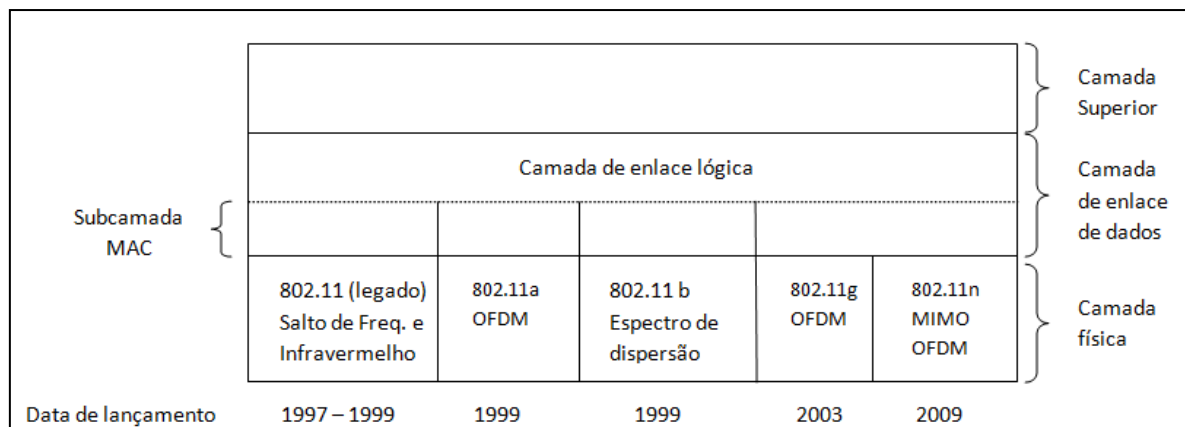 Camada
Superior
Camada de enlace lógica
Camada
de enlace
de dados
Subcamada
MAC
802.11 (legado)
Salto de Freq. e
Infravermelho
802.11a
OFDM
802.11 b
Espectro de
dispersão
802.11g
OFDM
802.11n
MIMO
OFDM
Camada
física
Data de lançamento 1997 – 1999 1999 1999 2003 2009